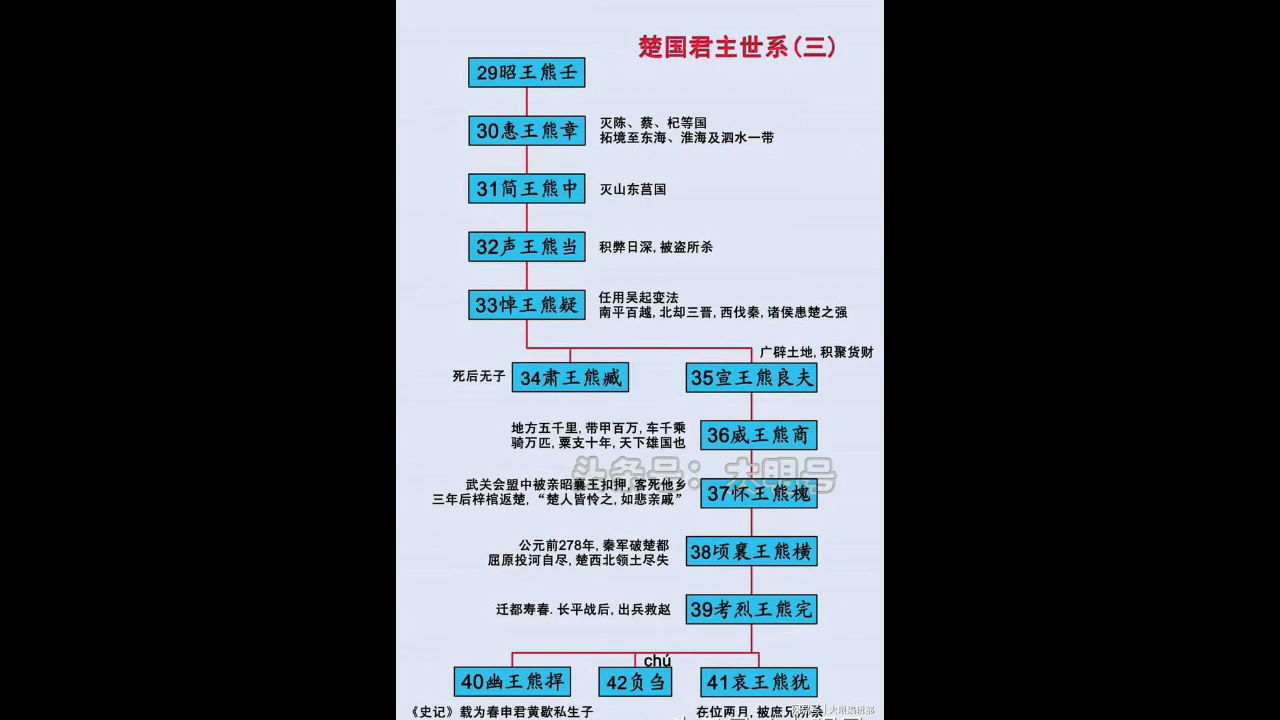 楚国君主世系(三)
29昭王熊壬
30惠王熊章
灭陈、蔡、杞等国
拓境至东海、淮海及泗水一带
31简王熊中
灭山东莒国
32声王熊当
积弊日深,被盗所杀
33悼王熊疑
任用吴起变法
南平百越,北却三晋,西伐秦,诸侯患楚之强
广辟土地,积聚货财
死后无子
34肃王熊臧
35宣王熊良夫
地方五千里,带甲百万,车千乘
骑万匹,粟支十年,天下雄国也
36威王熊商
头条号:大明号
武关会盟中被亲昭襄王扣押,客死他乡
三年后梓棺返楚,“楚人皆怜之,如悲亲戚”
37怀王熊槐
公元前278年,秦军破楚都
屈原投河自尽,楚西北领土尽失
38顷襄王熊横
迁都寿春.长平战后,出兵救赵
39考烈王熊完
chú
40幽王熊捍
42负刍
41哀王熊犹
《史记》载为春申君黄歇私生子
在位两月,被庶兄所杀